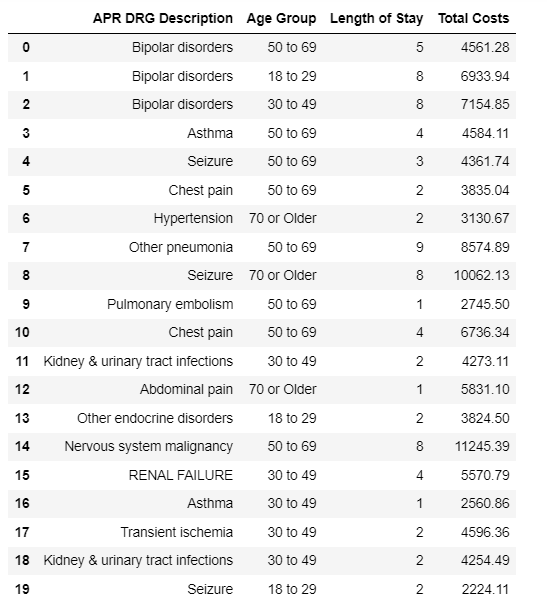 APR DRG Description Age Group Length of Stay Total Costs
0 Bipolar disorders 50 to 69 5 4561.28
1 Bipolar disorders 18 to 29 8 6933.94
2 Bipolar disorders 30 to 49 8 7154.85
3 Asthma 50 to 69 4 4584.11
4 Seizure 50 to 69 3 4361.74
5 Chest pain 50 to 69 2 3835.04
6 Hypertension 70 or Older 2 3130.67
7 Other pneumonia 50 to 69 9 8574.89
8 Seizure 70 or Older 8 10062.13
9 Pulmonary embolism 50 to 69 1 2745.50
10 Chest pain 50 to 69 4 6736.34
11 Kidney & urinary tract infections 30 to 49 2 4273.11
12 Abdominal pain 70 or Older 1 5831.10
13 Other endocrine disorders 18 to 29 2 3824.50
14 Nervous system malignancy 50 to 69 8 11245.39
15 RENAL FAILURE 30 to 49 4 5570.79
16 Asthma 30 to 49 1 2560.86
17 Transient ischemia 30 to 49 2 4596.36
18 Kidney & urinary tract infections 30 to 49 2 4254.49
19 Seizure 18 to 29 2 2224.11